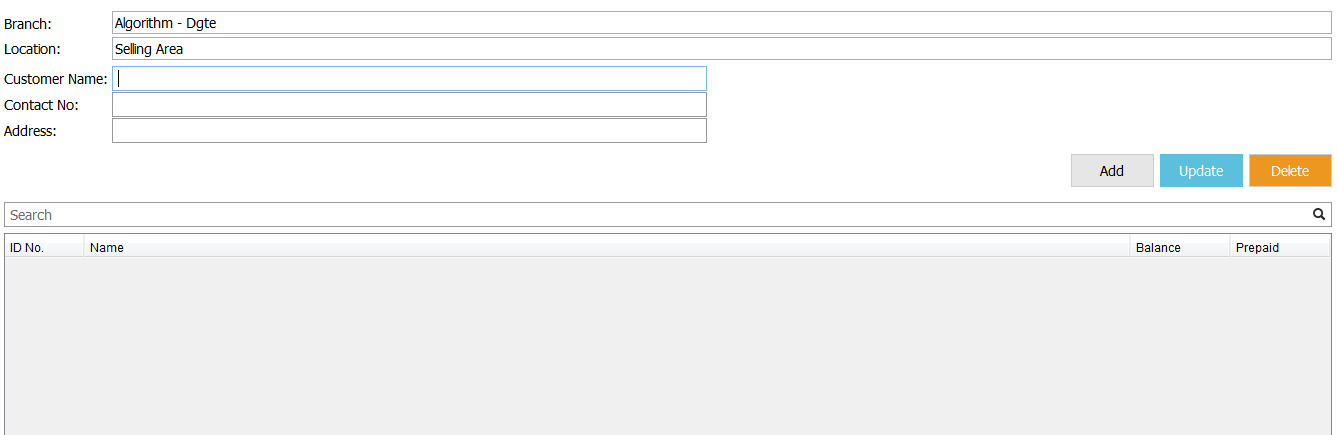 Branch: Algorithm - Dgte
Location: Selling Area
Customer Name:
Contact No:
Address:
Add Update Delete
Search
ID No. Name Balance Prepaid